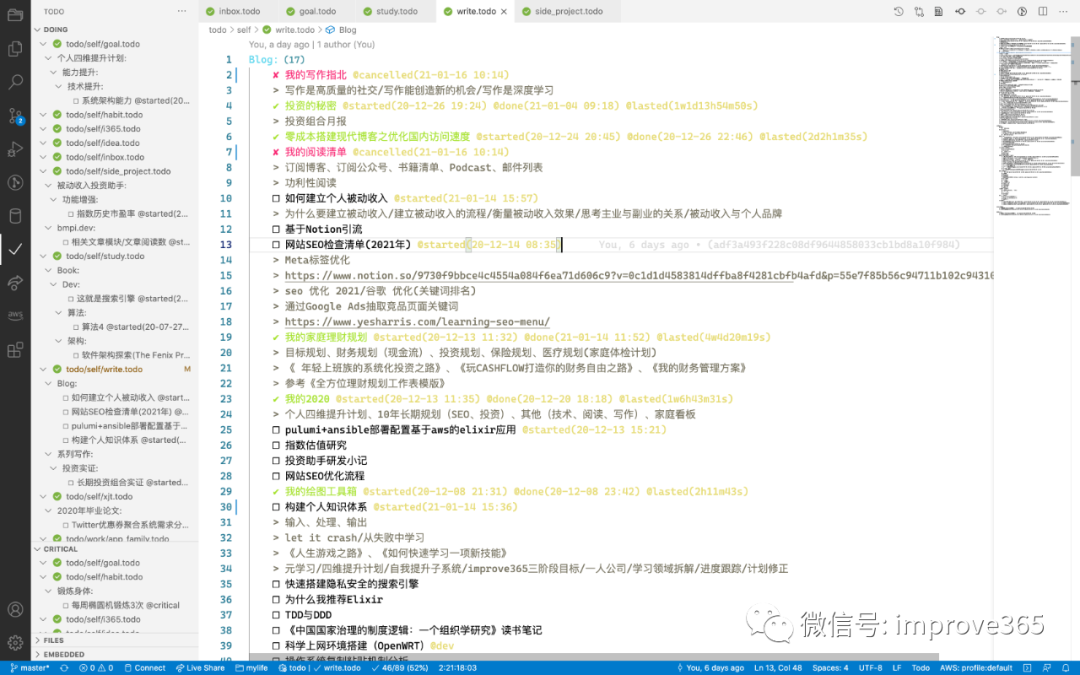 TODO
···
DOING
todo/self/goal.todo
个人四维提升计划:
能力提升:
技术提升:
系统架构能力 @started(20...
todo/self/habit.todo
todo/self/i365.todo
todo/self/idea.todo
todo/self/inbox.todo
todo/self/side_project.todo
被动收入投资助手:
功能增强:
指数历史市盈率 @started(2...
bmpi.dev:
相关文章模块/文章阅读数 @st...
todo/self/study.todo
Book:
Dev:
这就是搜索引擎 @started(2...
算法:
算法4 @started(20-07-27...
架构:
软件架构探索(The Fenix Pr...
todo/self/write.todo M
Blog:
如何建立个人被动收入 @start...
网站SEO检查清单(2021年) @...
pulumi+ansible部署配置基于...
构建个人知识体系 @started(...
系列写作:
投资实证:
长期投资组合实证 @started...
todo/self/xjt.todo
2020年毕业论文:
Twitter优惠券聚合系统需求分...
todo/work/app_family.todo
CRITICAL
todo/self/goal.todo
todo/self/habit.todo
锻炼身体:
每周椭圆机锻炼3次 @critical
todo/self/i365.todo
FILES
EMBEDDED
inbox.todo
goal.todo
study.todo
write.todo
side_project.todo
todo > self > write.todo > Blog
You, a day ago | 1 author (You)
1 Blog: (17)
2 ✘ 我的写作指北 @cancelled(21-01-16 10:14)
3 > 写作是高质量的社交/写作能创造新的机会/写作是深度学习
4 ✔ 投资的秘密 @started(20-12-26 19:24) @done(21-01-04 09:18) @lasted(1w1d13h54m50s)
5 > 投资组合月报
6 ✔ 零成本搭建现代博客之优化国内访问速度 @started(20-12-24 20:45) @done(20-12-26 22:46) @lasted(2d2h1m35s)
7 ✘ 我的阅读清单 @cancelled(21-01-16 10:14)
8 > 订阅博客、订阅公众号、书籍清单、Podcast、邮件列表
9 > 功利性阅读
10 ☐ 如何建立个人被动收入 @started(21-01-14 15:57)
11 > 为什么要建立被动收入/建立被动收入的流程/衡量被动收入效果/思考主业与副业的关系/被动收入与个人品牌
12 ☐ 基于Notion引流
13 ☐ 网站SEO检查清单(2021年) @started(20-12-14 08:35) You, 6 days ago • (adf3a493f228c08df9644858033cb1bd8a10f984)
14 > Meta标签优化
15 > https://www.notion.so/9730f9bbce4c4554a084f6ea71d606c9?v=0c1d1d4583814dffba8f4281cbfb4afd&p=55e7f85b56c94711b102c94316
16 > seo 优化 2021/谷歌 优化(关键词排名)
17 > 通过Google Ads抽取竞品页面关键词
18 > https://www.yesharris.com/learning-seo-menu/
19 ✔ 我的家庭理财规划 @started(20-12-13 11:32) @done(21-01-14 11:52) @lasted(4w4d20m19s)
20 > 目标规划、财务规划（现金流）、投资规划、保险规划、医疗规划(家庭体检计划)
21 > 《 年轻上班族的系统化投资之路》、《玩CASHFLOW打造你的财务自由之路》、《我的财务管理方案》
22 > 参考《全方位理财规划工作表模版》
23 ✔ 我的2020 @started(20-12-13 11:35) @done(20-12-20 18:18) @lasted(1w6h43m31s)
24 > 个人四维提升计划、10年长期规划（SEO、投资）、其他（技术、阅读、写作）、家庭看板
25 ☐ pulumi+ansible部署配置基于aws的elixir应用 @started(20-12-13 15:21)
26 ☐ 指数估值研究
27 ☐ 投资助手研发小记
28 ☐ 网站SEO优化流程
29 ✔ 我的绘图工具箱 @started(20-12-08 21:31) @done(20-12-08 23:42) @lasted(2h11m43s)
30 ☐ 构建个人知识体系 @started(21-01-14 15:36)
31 > 输入、处理、输出
32 > let it crash/从失败中学习
33 > 《人生游戏之路》、《如何快速学习一项新技能》
34 > 元学习/四维提升计划/自我提升子系统/improve365三阶段目标/一人公司/学习领域拆解/进度跟踪/计划修正
35 ☐ 快速搭建隐私安全的搜索引擎
36 ☐ 为什么我推荐Elixir
37 ☐ TDD与DDD
38 ☐ 《中国国家治理的制度逻辑：一个组织学研究》读书笔记
39 ☐ 科学上网环境搭建（OpenWRT）@dev
微信号: improve365
master* 0 0 Connect Live Share mylife todo write.todo 46/89 (52%) 2:21:18:03 You, 6 days ago Ln 13, Col 48 Spaces: 4 UTF-8 LF Todo AWS: profile:default